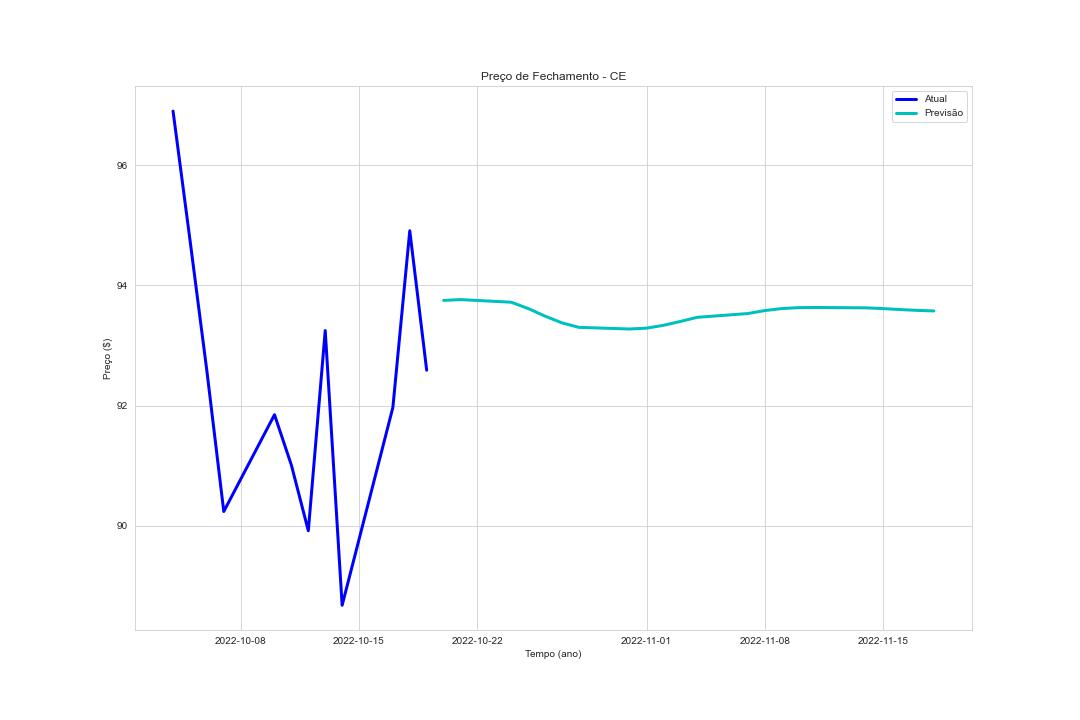 Preço de Fechamento - CE
Atual
Previsão
96
94
92
90
Preço ($)
2022-10-08
2022-10-15
2022-10-22
2022-11-01
2022-11-08
2022-11-15
Tempo (ano)